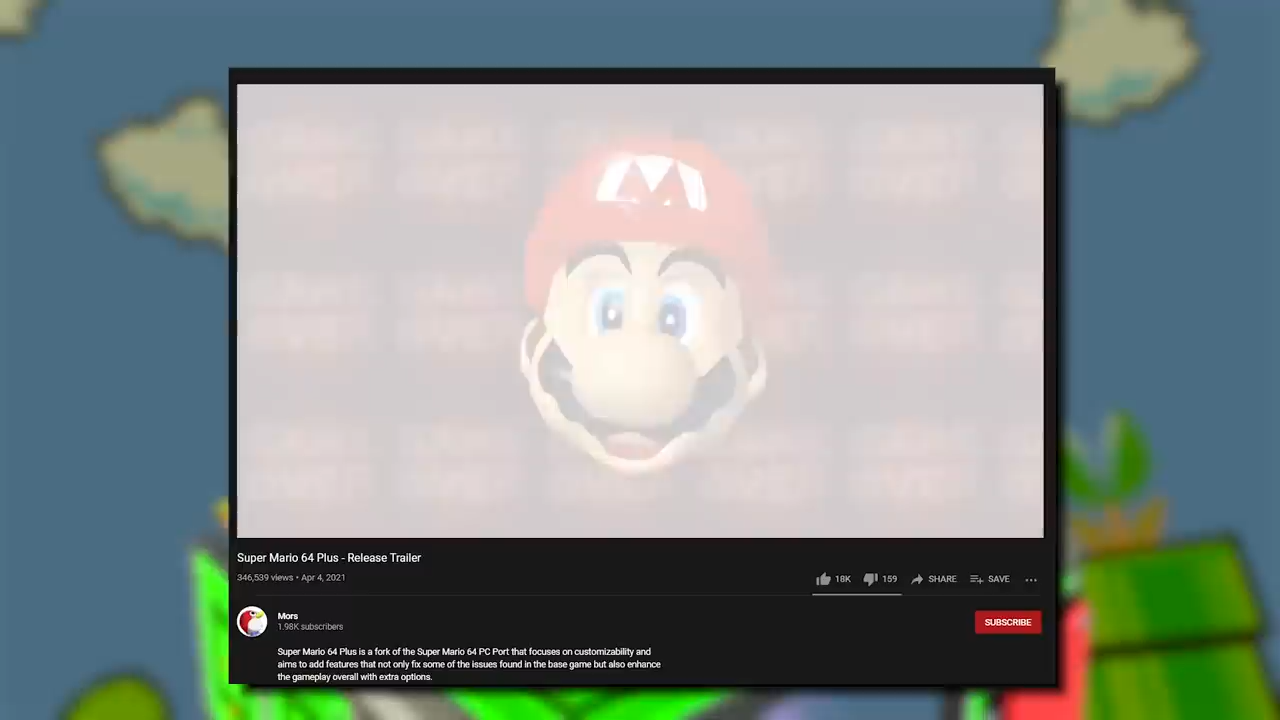 M
Super Mario 64 Plus - Release Trailer
346,539 views • Apr 4, 2021
18K 159 SHARE SAVE ...
Mors
1.98K subscribers
SUBSCRIBE
Super Mario 64 Plus is a fork of the Super Mario 64 PC Port that focuses on customizability and
aims to add features that not only fix some of the issues found in the base game but also enhance
the gameplay overall with extra options.